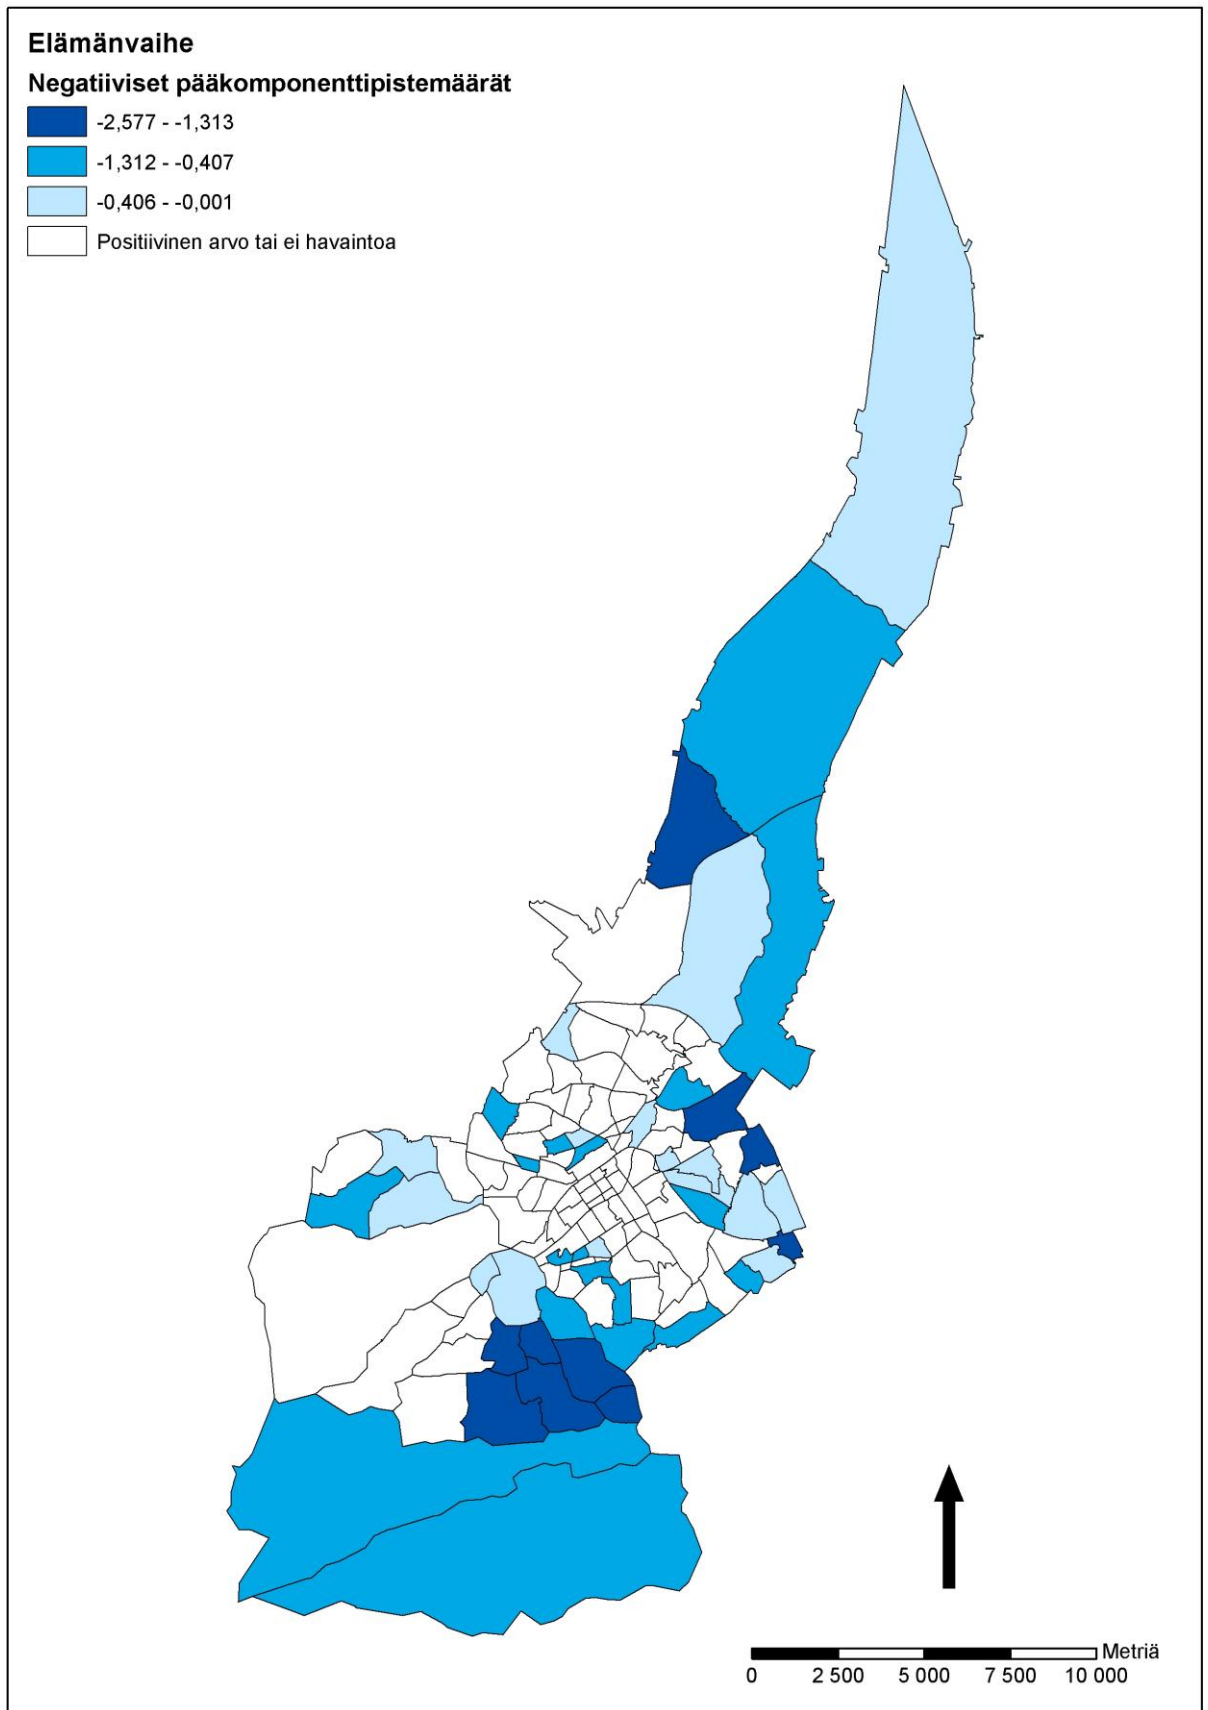 Elämänvaihe
Negatiiviset pääkomponenttipistemäärät
-2,577 - -1,313
-1,312 - -0,407
-0,406 - -0,001
Positiivinen arvo tai ei havaintoa
Metriä
0 2 500 5 000 7 500 10 000